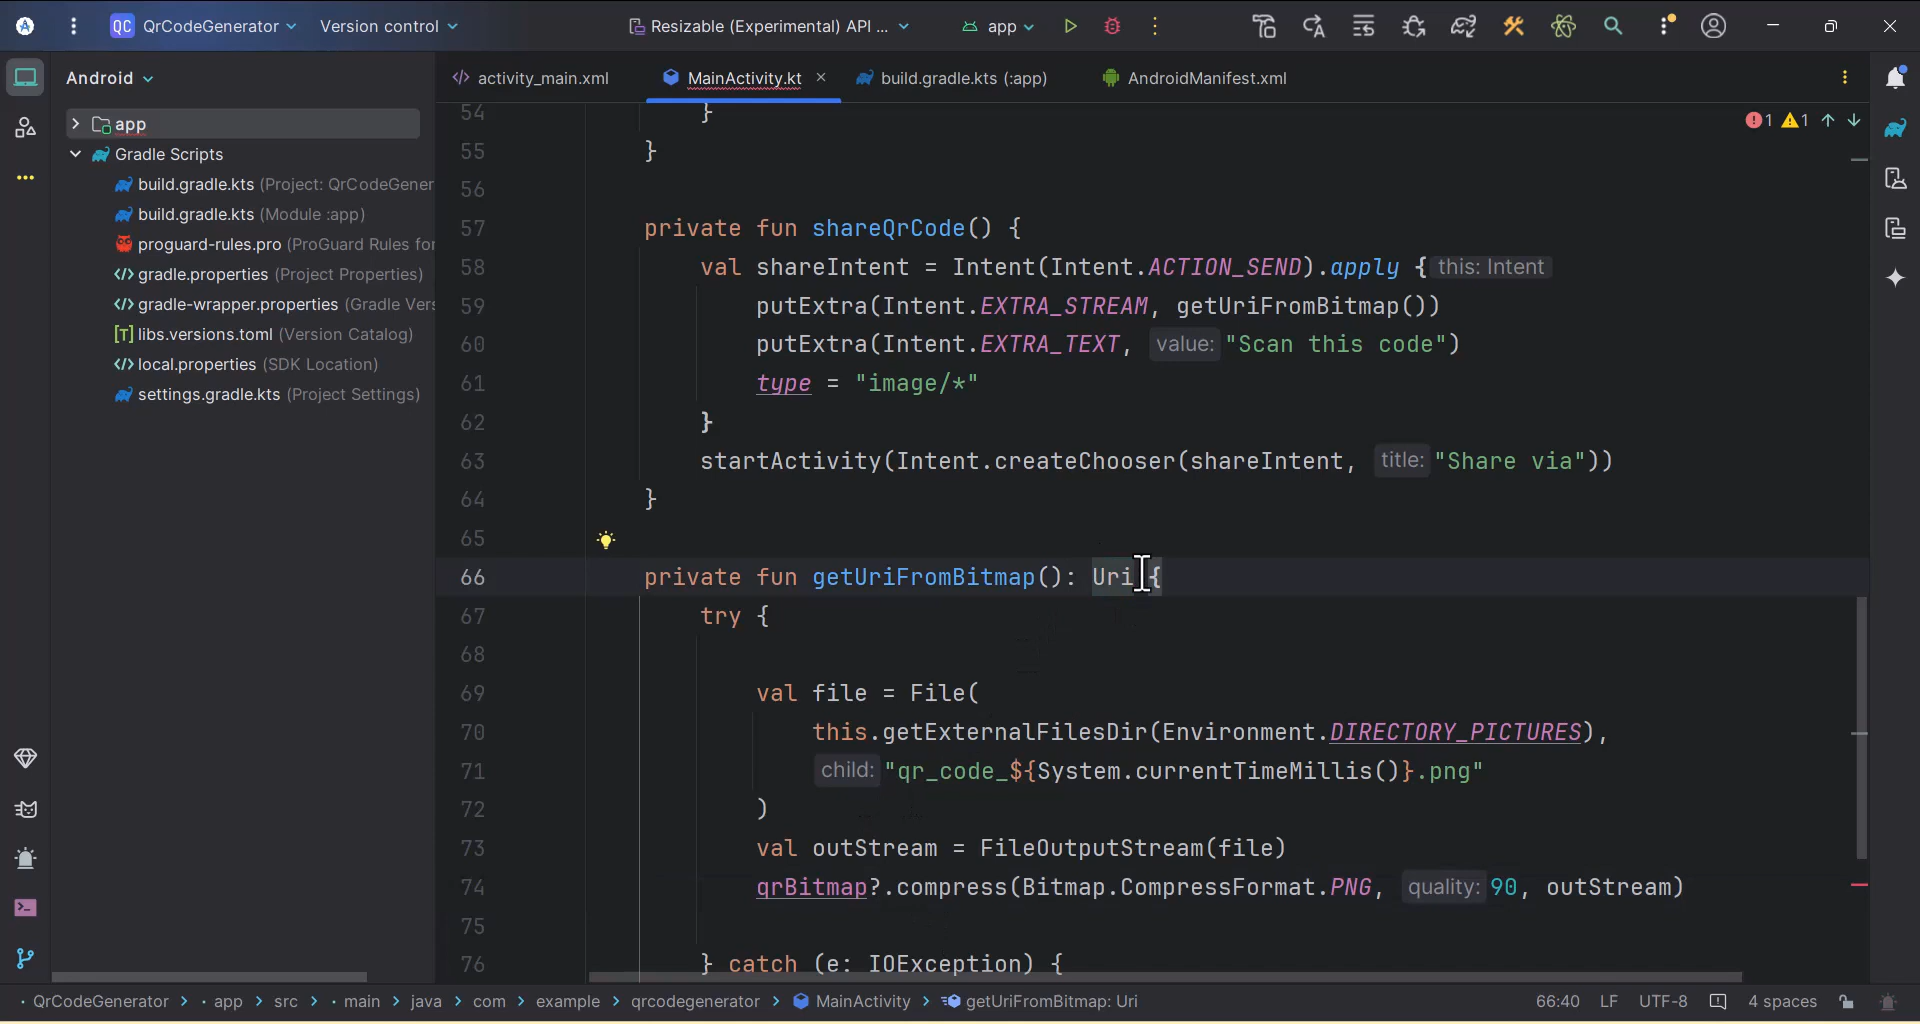 QC QrCodeGenerator Version control Resizable (Experimental) API ... app
Android
activity_main.xml MainActivity.kt build.gradle.kts (:app) AndroidManifest.xml
app
Gradle Scripts
build.gradle.kts (Project: QrCodeGener
build.gradle.kts (Module :app)
proguard-rules.pro (ProGuard Rules for
gradle.properties (Project Properties)
gradle-wrapper.properties (Gradle Vers
libs.versions.toml (Version Catalog)
local.properties (SDK Location)
settings.gradle.kts (Project Settings)
1 1
54 }
55 }
56
57 private fun shareQrCode() {
58 val shareIntent = Intent(Intent.ACTION_SEND).apply { this: Intent
59 putExtra(Intent.EXTRA_STREAM, getUriFromBitmap())
60 putExtra(Intent.EXTRA_TEXT, value: "Scan this code")
61 type = "image/*"
62 }
63 startActivity(Intent.createChooser(shareIntent, title: "Share via"))
64 }
65
66 private fun getUriFromBitmap(): Uri {
67 try {
68
69 val file = File(
70 this.getExternalFilesDir(Environment.DIRECTORY_PICTURES),
71 child: "qr_code_${System.currentTimeMillis()}.png"
72 )
73 val outStream = FileOutputStream(file)
74 qrBitmap?.compress(Bitmap.CompressFormat.PNG, quality: 90, outStream)
75
76 } catch (e: IOException) {
QrCodeGenerator > app > src > main > java > com > example > qrcodegenerator > MainActivity > getUriFromBitmap: Uri 66:40 LF UTF-8 4 spaces